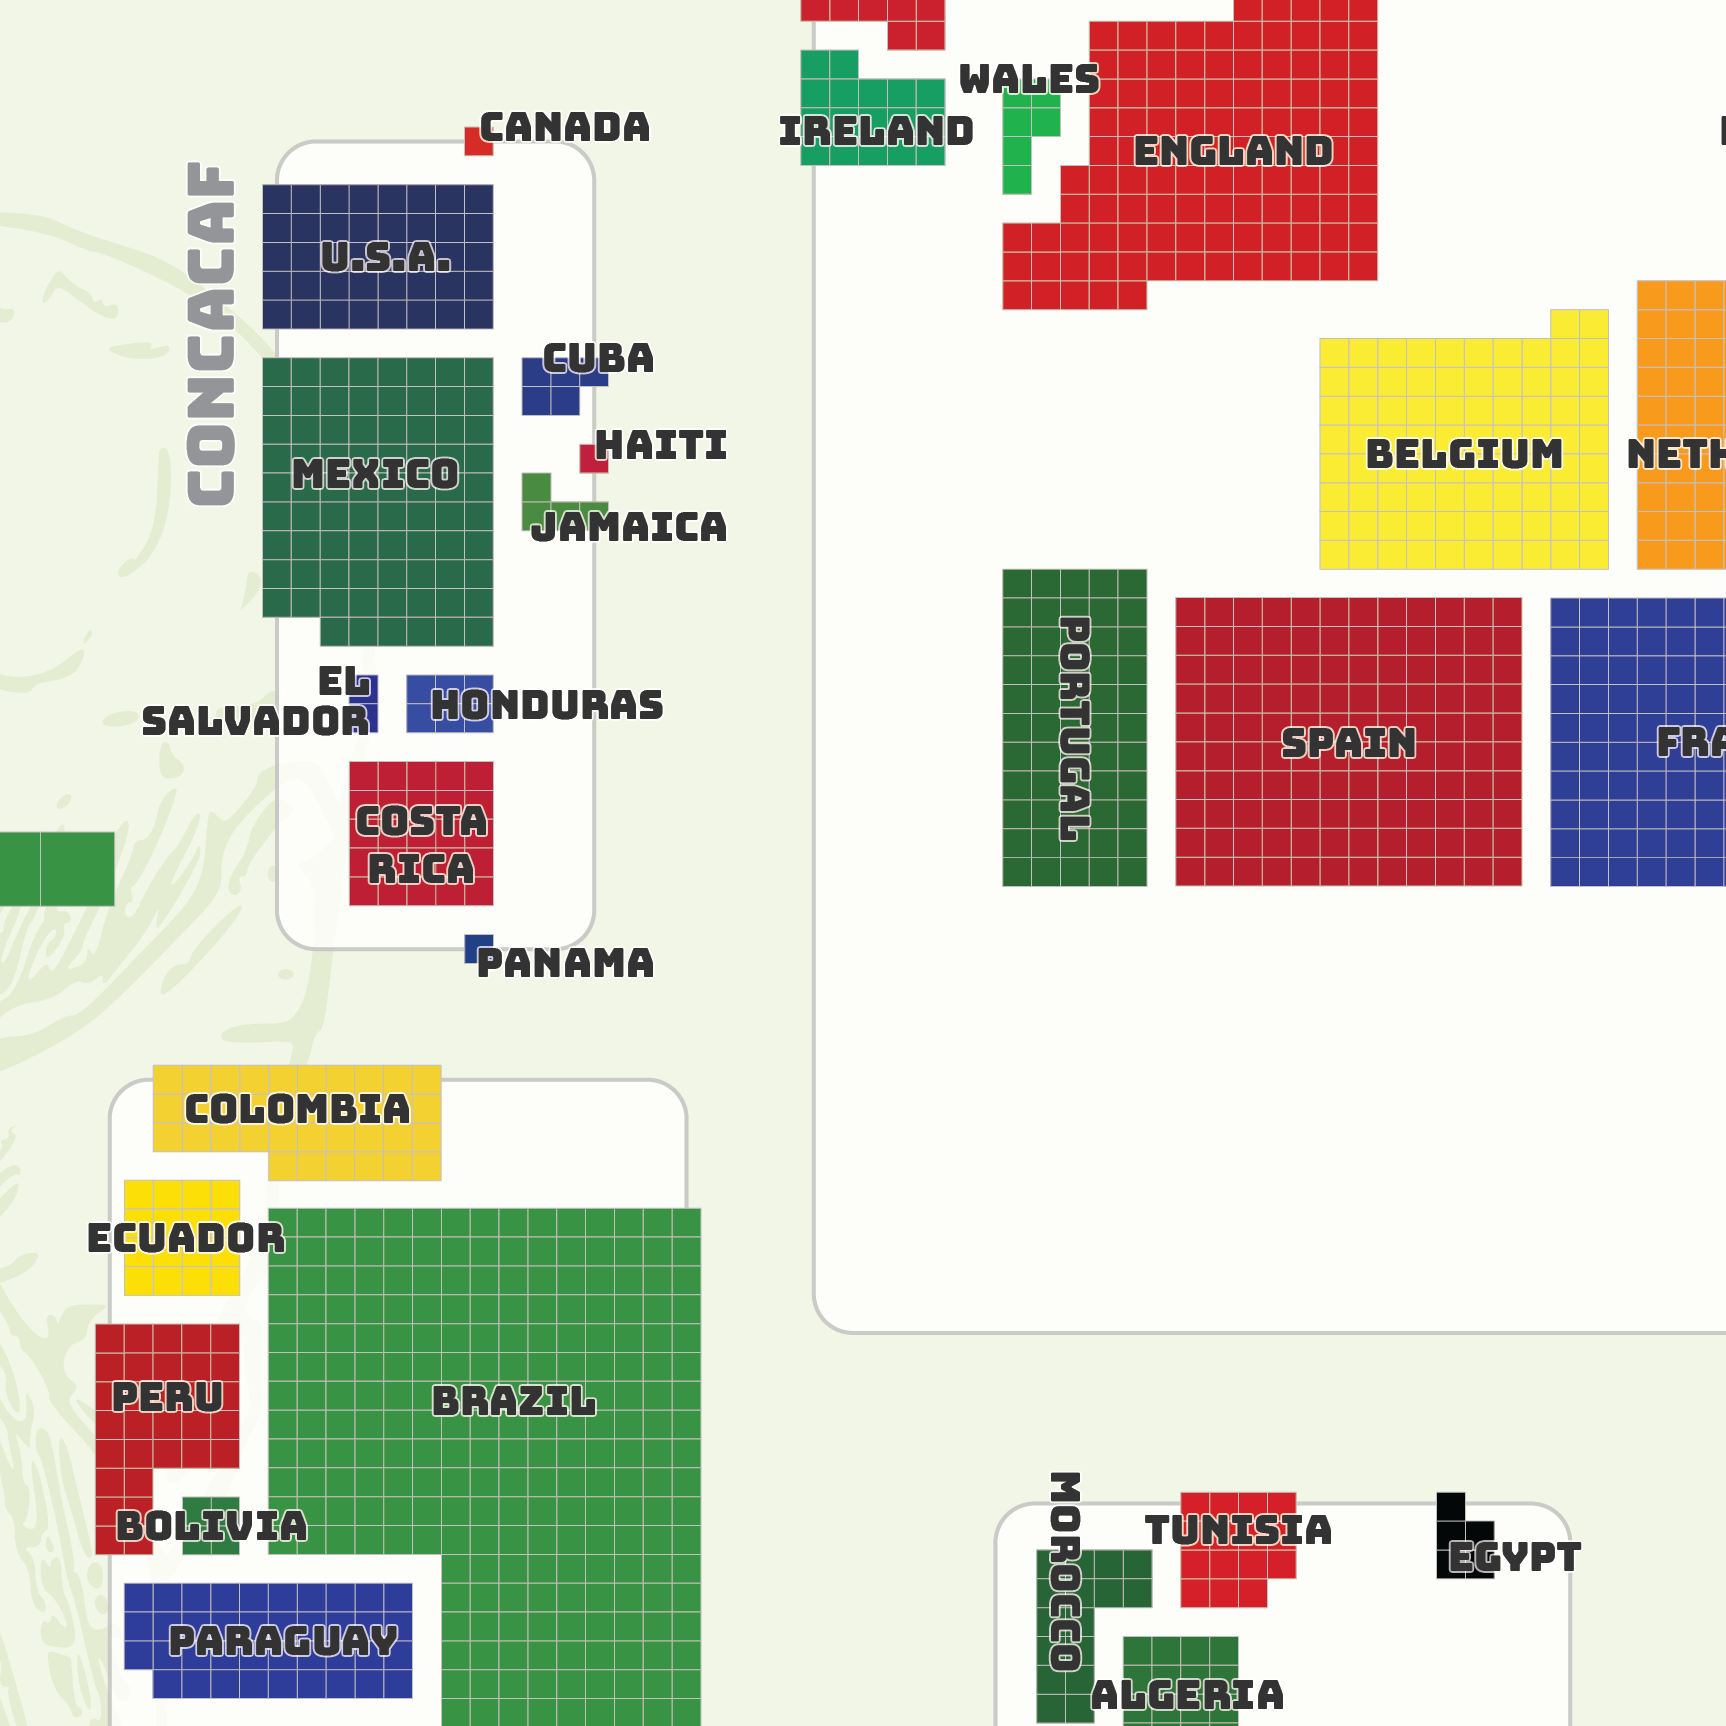 WALES
IRELAND
ENGLAND
CONCACAF
CANADA
U.S.A.
CUBA
HAITI
MEXICO
JAMAICA
EL
SALVADOR
HONDURAS
COSTA
RICA
PANAMA
BELGIUM
NETH
PORTUGAL
SPAIN
FRA
COLOMBIA
ECUADOR
PERU
BRAZIL
BOLIVIA
PARAGUAY
MOROCCO
TUNISIA
EGYPT
ALGERIA